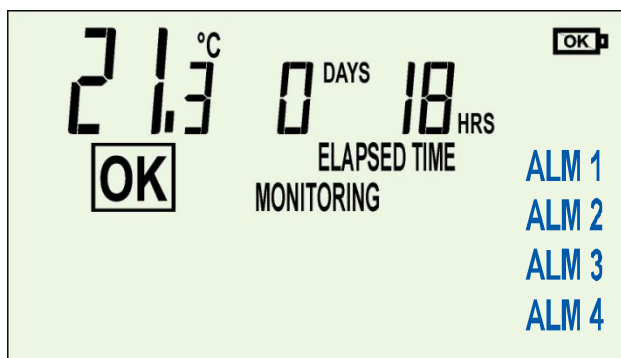 21.3 °C 0 DAYS 18 HRS
OK
ELAPSED TIME
OK
MONITORING
ALM 1
ALM 2
ALM 3
ALM 4